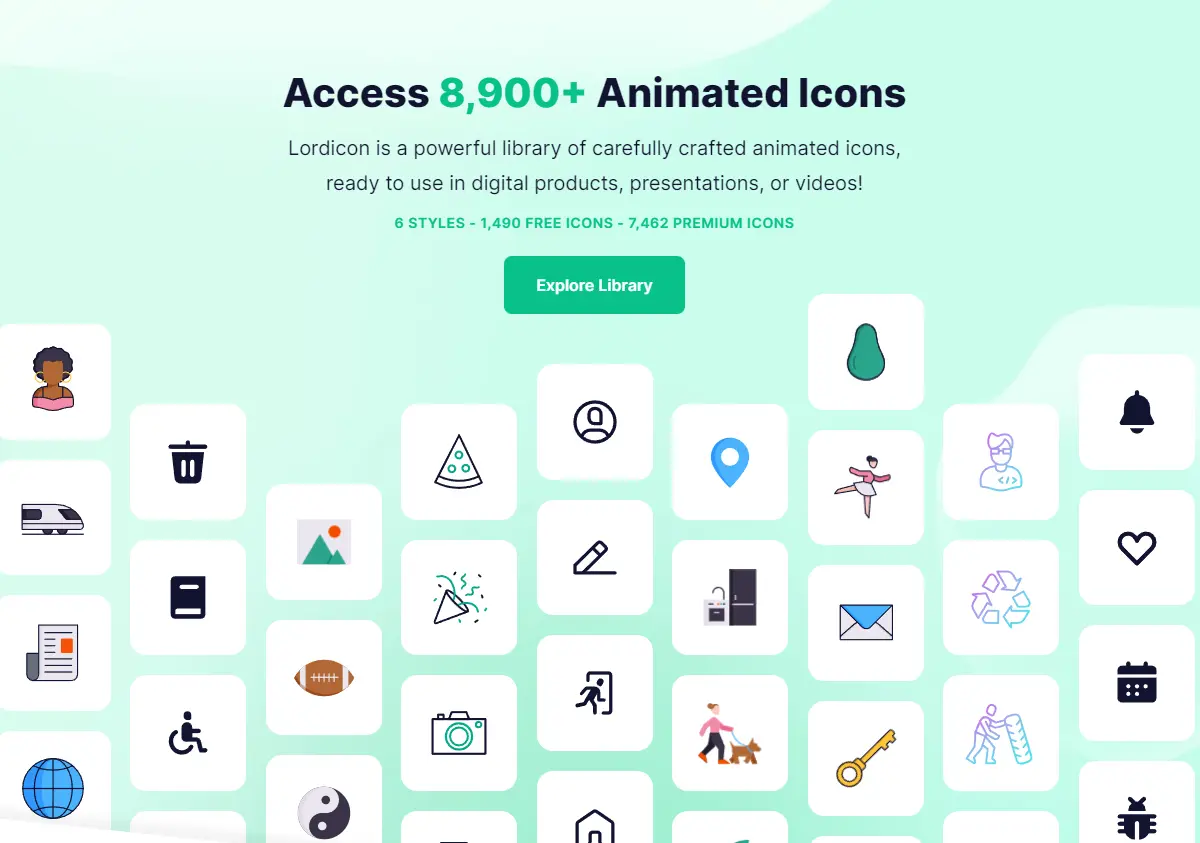 Access 8,900+ Animated Icons
Lordicon is a powerful library of carefully crafted animated icons,
ready to use in digital products, presentations, or videos!
6 STYLES - 1,490 FREE ICONS - 7,462 PREMIUM ICONS
Explore Library